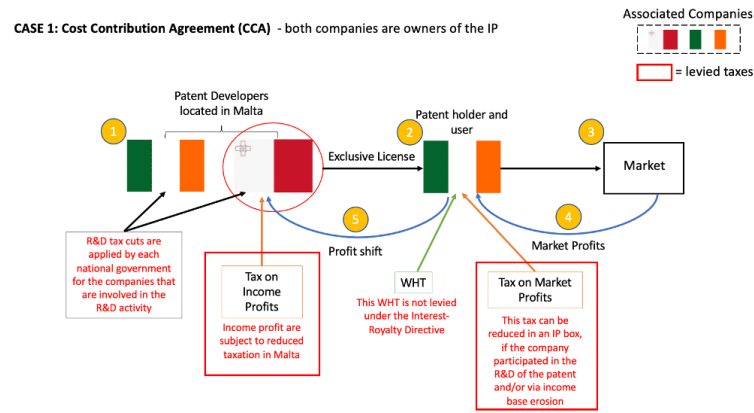 CASE 1: Cost Contribution Agreement (CCA) - both companies are owners of the IP
Associated Companies
= levied taxes
Patent Developers
located in Malta
Patent holder and
user
1
2
3
Exclusive License
Market
5
4
Profit shift
Market Profits
R&D tax cuts are
applied by each
national government
for the companies that
are involved in the
R&D activity
Tax on
Income
Profits
Income profit are
subject to reduced
taxation in Malta
WHT
This WHT is not levied
under the Interest-
Royalty Directive
Tax on Market
Profits
This tax can be
reduced in an IP box,
if the company
participated in the
R&D of the patent
and/or via income
base erosion